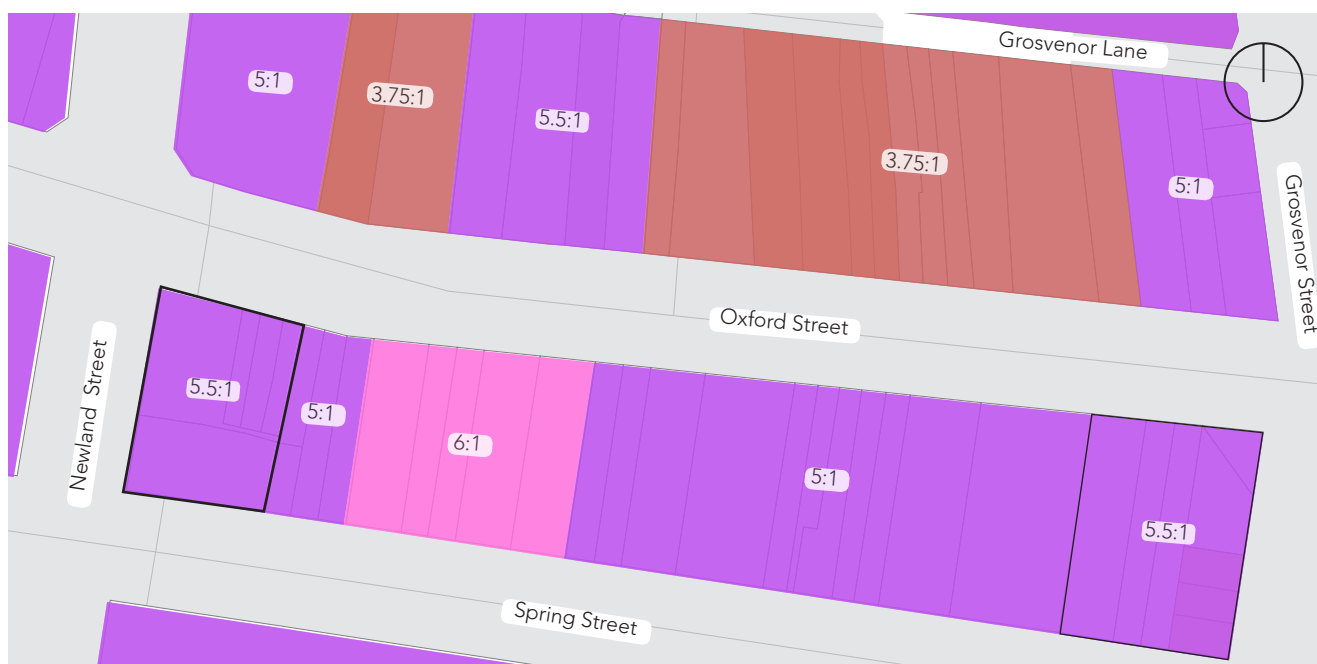 Grosvenor Lane
5:1
3.75:1
5.5:1
3.75:1
5:1
Grosvenor Street
Oxford Street
Newland Street
5.5:1
5:1
6:1
5:1
5.5:1
Spring Street